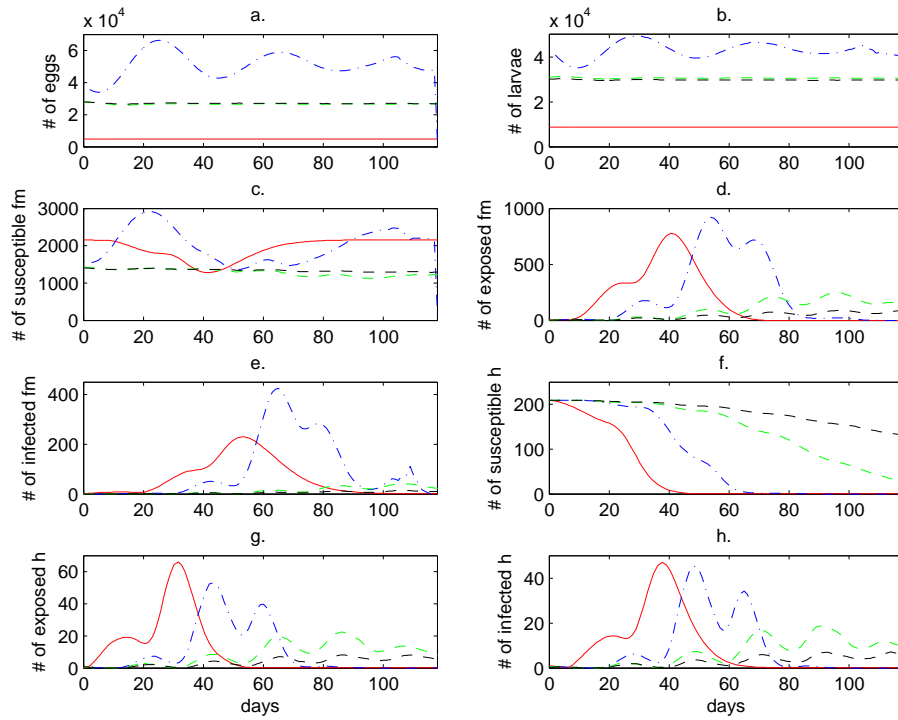 a.
x 10^4
# of eggs
6
4
2
0
0 20 40 60 80 100
b.
x 10^4
# of larvae
4
3
2
1
0
0 20 40 60 80 100
c.
# of susceptible fm
3000
2000
1000
0
0 20 40 60 80 100
d.
# of exposed fm
1000
500
0
0 20 40 60 80 100
e.
# of infected fm
400
200
0
0 20 40 60 80 100
f.
# of susceptible h
200
100
0
0 20 40 60 80 100
g.
# of exposed h
60
40
20
0
0 20 40 60 80 100
days
h.
# of infected h
40
20
0
0 20 40 60 80 100
days